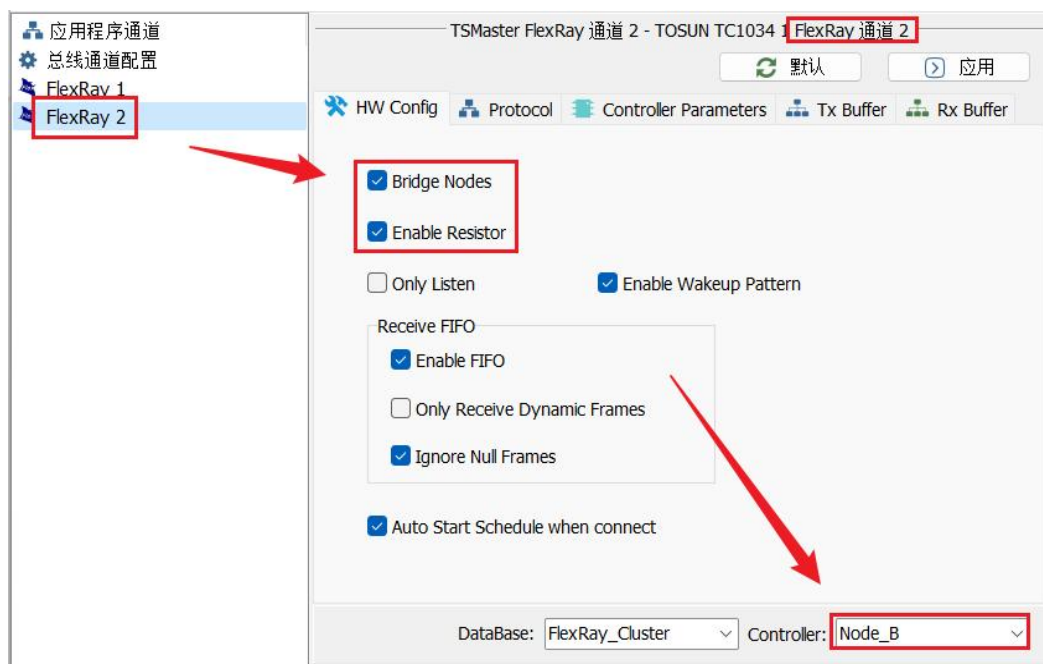 应用程序通道
总线通道配置
FlexRay 1
FlexRay 2
TSMaster FlexRay 通道 2 - TOSUN TC1034 1 FlexRay 通道 2
默认
应用
HW Config
Protocol
Controller Parameters
Tx Buffer
Rx Buffer
Bridge Nodes
Enable Resistor
Only Listen
Enable Wakeup Pattern
Receive FIFO
Enable FIFO
Only Receive Dynamic Frames
Ignore Null Frames
Auto Start Schedule when connect
DataBase: FlexRay_Cluster
Controller: Node_B